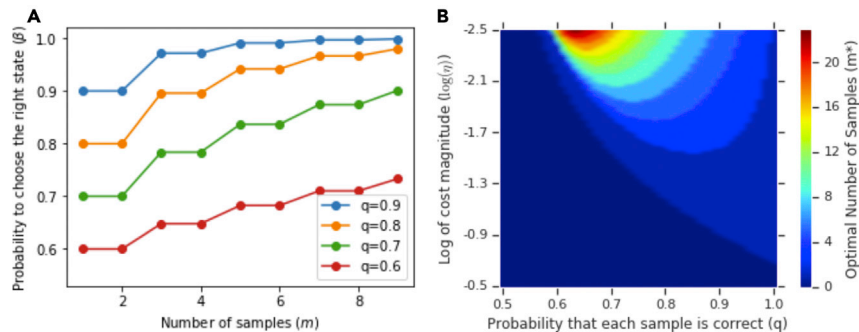 A
Probability to choose the right state (β)
1.0
0.9
0.8
0.7
0.6
2
4
6
8
Number of samples (m)
q=0.9
q=0.8
q=0.7
q=0.6
B
Log of cost magnitude (log(η))
-2.5
-2.1
-1.7
-1.3
-0.9
-0.5
0.5
0.6
0.7
0.8
0.9
1.0
Probability that each sample is correct (q)
20
16
12
8
4
0
Optimal Number of Samples (m*)